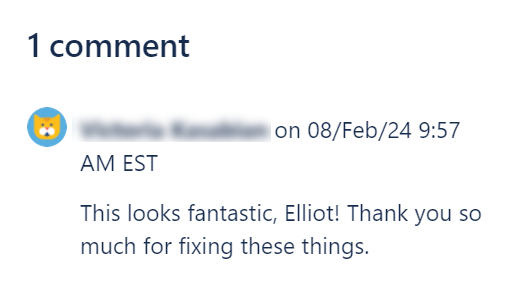 1 comment
on 08/Feb/24 9:57
AM EST
This looks fantastic, Elliot! Thank you so
much for fixing these things.